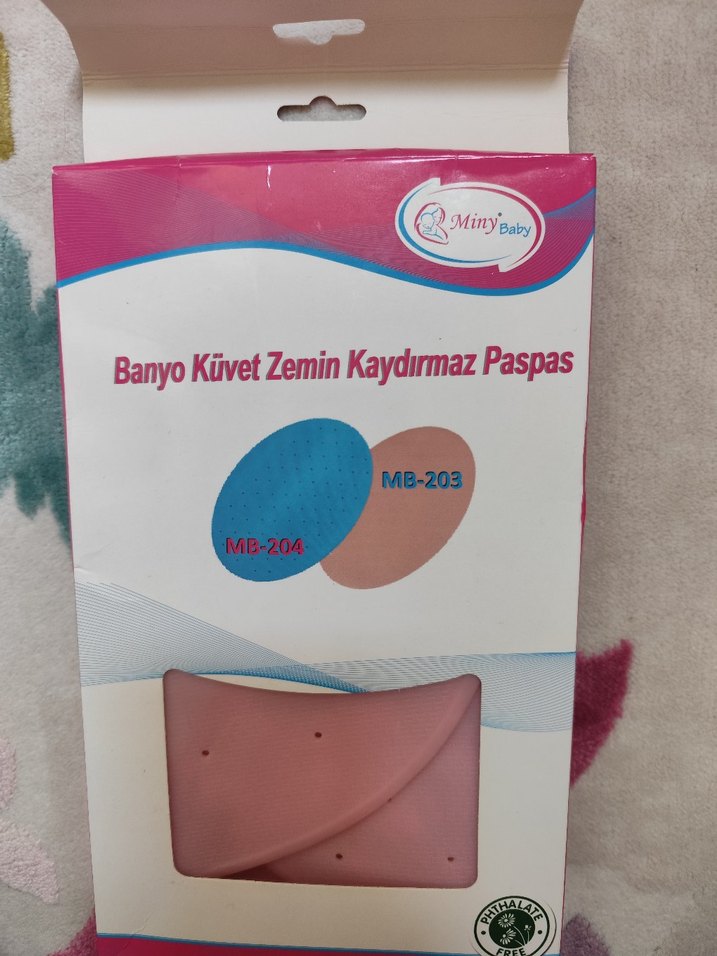 Miny®
Baby
Banyo Küvet Zemin Kaydırmaz Paspas
MB-203
MB-204
PHTHALATE
FREE